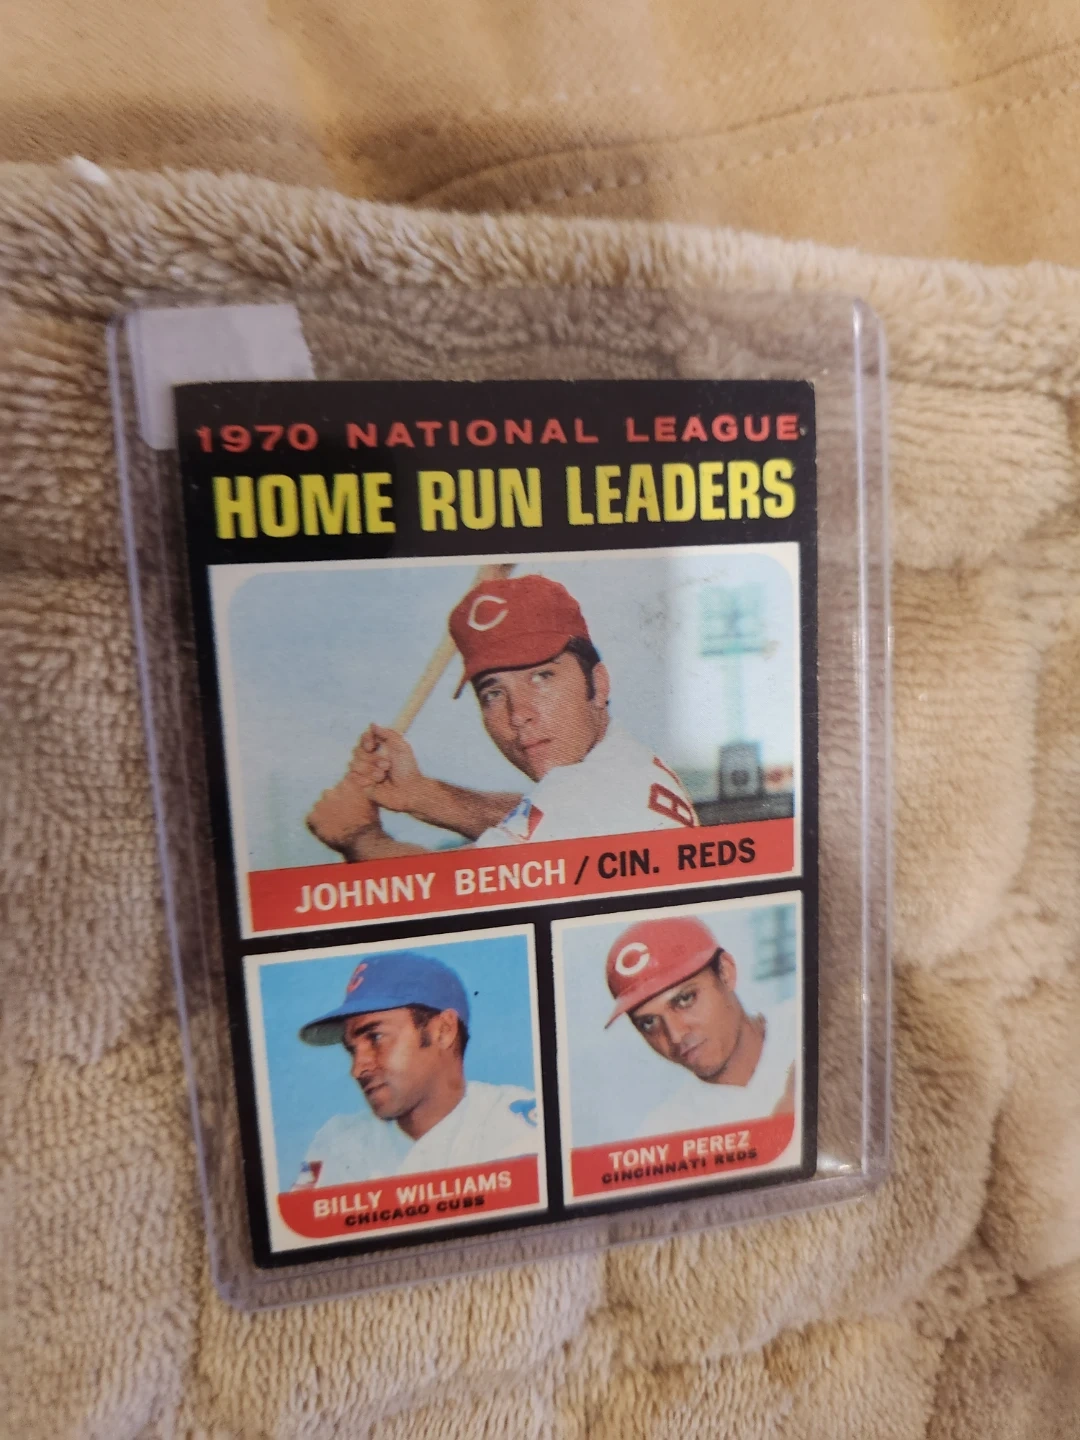 1970 NATIONAL LEAGUE
HOME RUN LEADERS
C
B
JOHNNY BENCH / CIN. REDS
C
C
BILLY WILLIAMS
CHICAGO CUBS
TONY PEREZ
CINCINNATI REDS